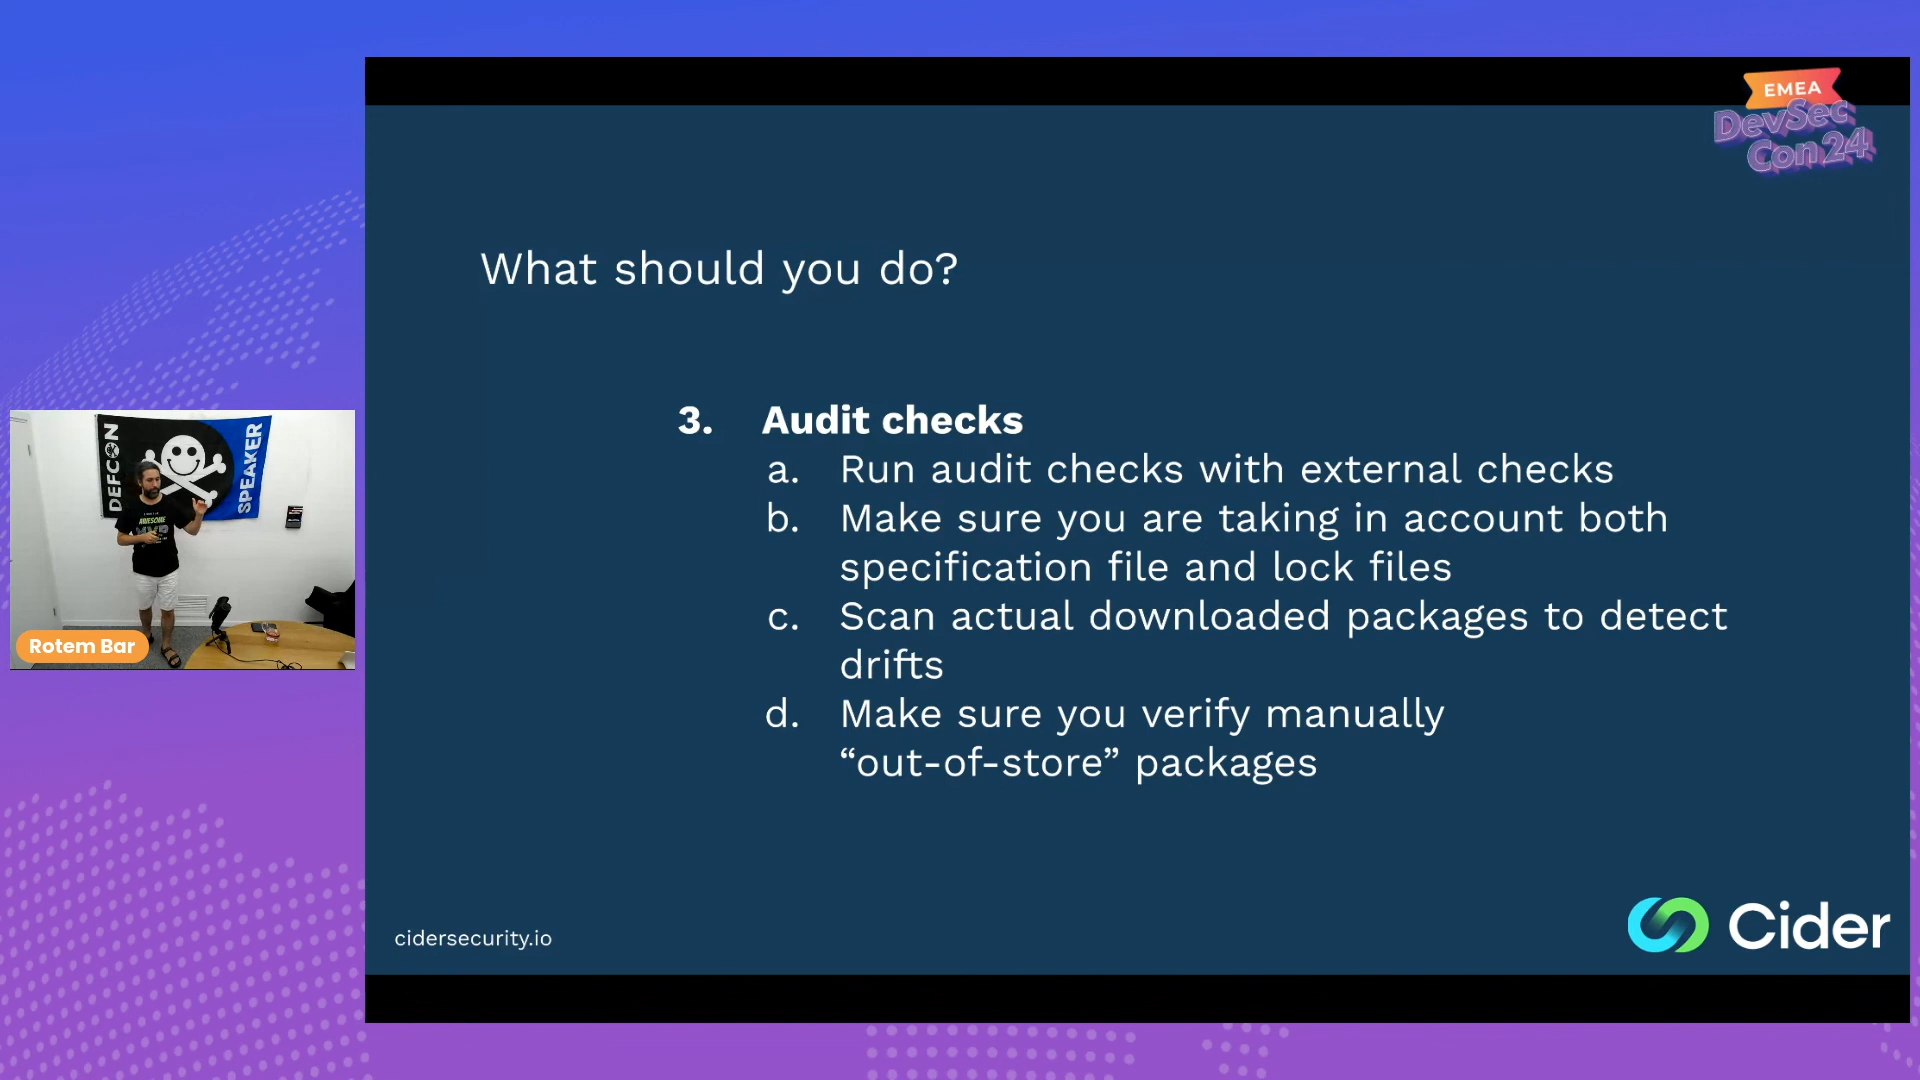 EMEA
DevSec
Con24
What should you do?
3. Audit checks
a. Run audit checks with external checks
b. Make sure you are taking in account both
specification file and lock files
c. Scan actual downloaded packages to detect
drifts
d. Make sure you verify manually
“out-of-store” packages
DEFCON
SPEAKER
AWESOME
Rotem Bar
cidersecurity.io
Cider